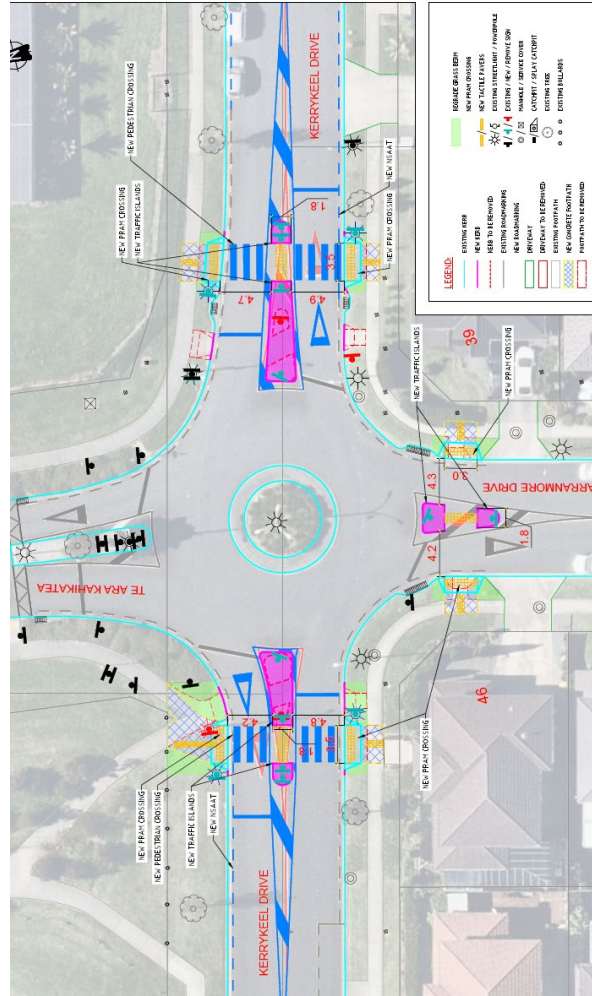 N
NEW PEDESTRIAN CROSSING
NEW PRAM CROSSING
NEW TRAFFIC ISLANDS
KERRYKEEL DRIVE
NEW NSAAT
NEW PRAM CROSSING
1.8
3.5
4.7
4.9
TE ARA KAHIKATEA
39
NEW TRAFFIC ISLANDS
NEW PRAM CROSSING
ARRANMORE DRIVE
4.3
3.0
4.2
1.8
46
NEW PRAM CROSSING
4.2
4.8
1.8
NEW PRAM CROSSING
NEW PEDESTRIAN CROSSING
NEW TRAFFIC ISLANDS
NEW NSAAT
KERRYKEEL DRIVE
LEGEND:
EXISTING KERB
NEW KERB
KERB TO BE REMOVED
EXISTING ROADMARKING
NEW ROADMARKING
DRIVEWAY
DRIVEWAY TO BE REMOVED
EXISTING FOOTPATH
NEW CONCRETE FOOTPATH
FOOTPATH TO BE REMOVED
REGRADE GRASS BERM
NEW PRAM CROSSING
NEW TACTILE PAVERS
EXISTING STREETLIGHT / POWERPOLE
EXISTING / NEW / REMOVE SIGN
MANHOLE / SERVICE COVER
CATCHPIT / SPLAY CATCHPIT
EXISTING TREE
EXISTING BOLLARDS